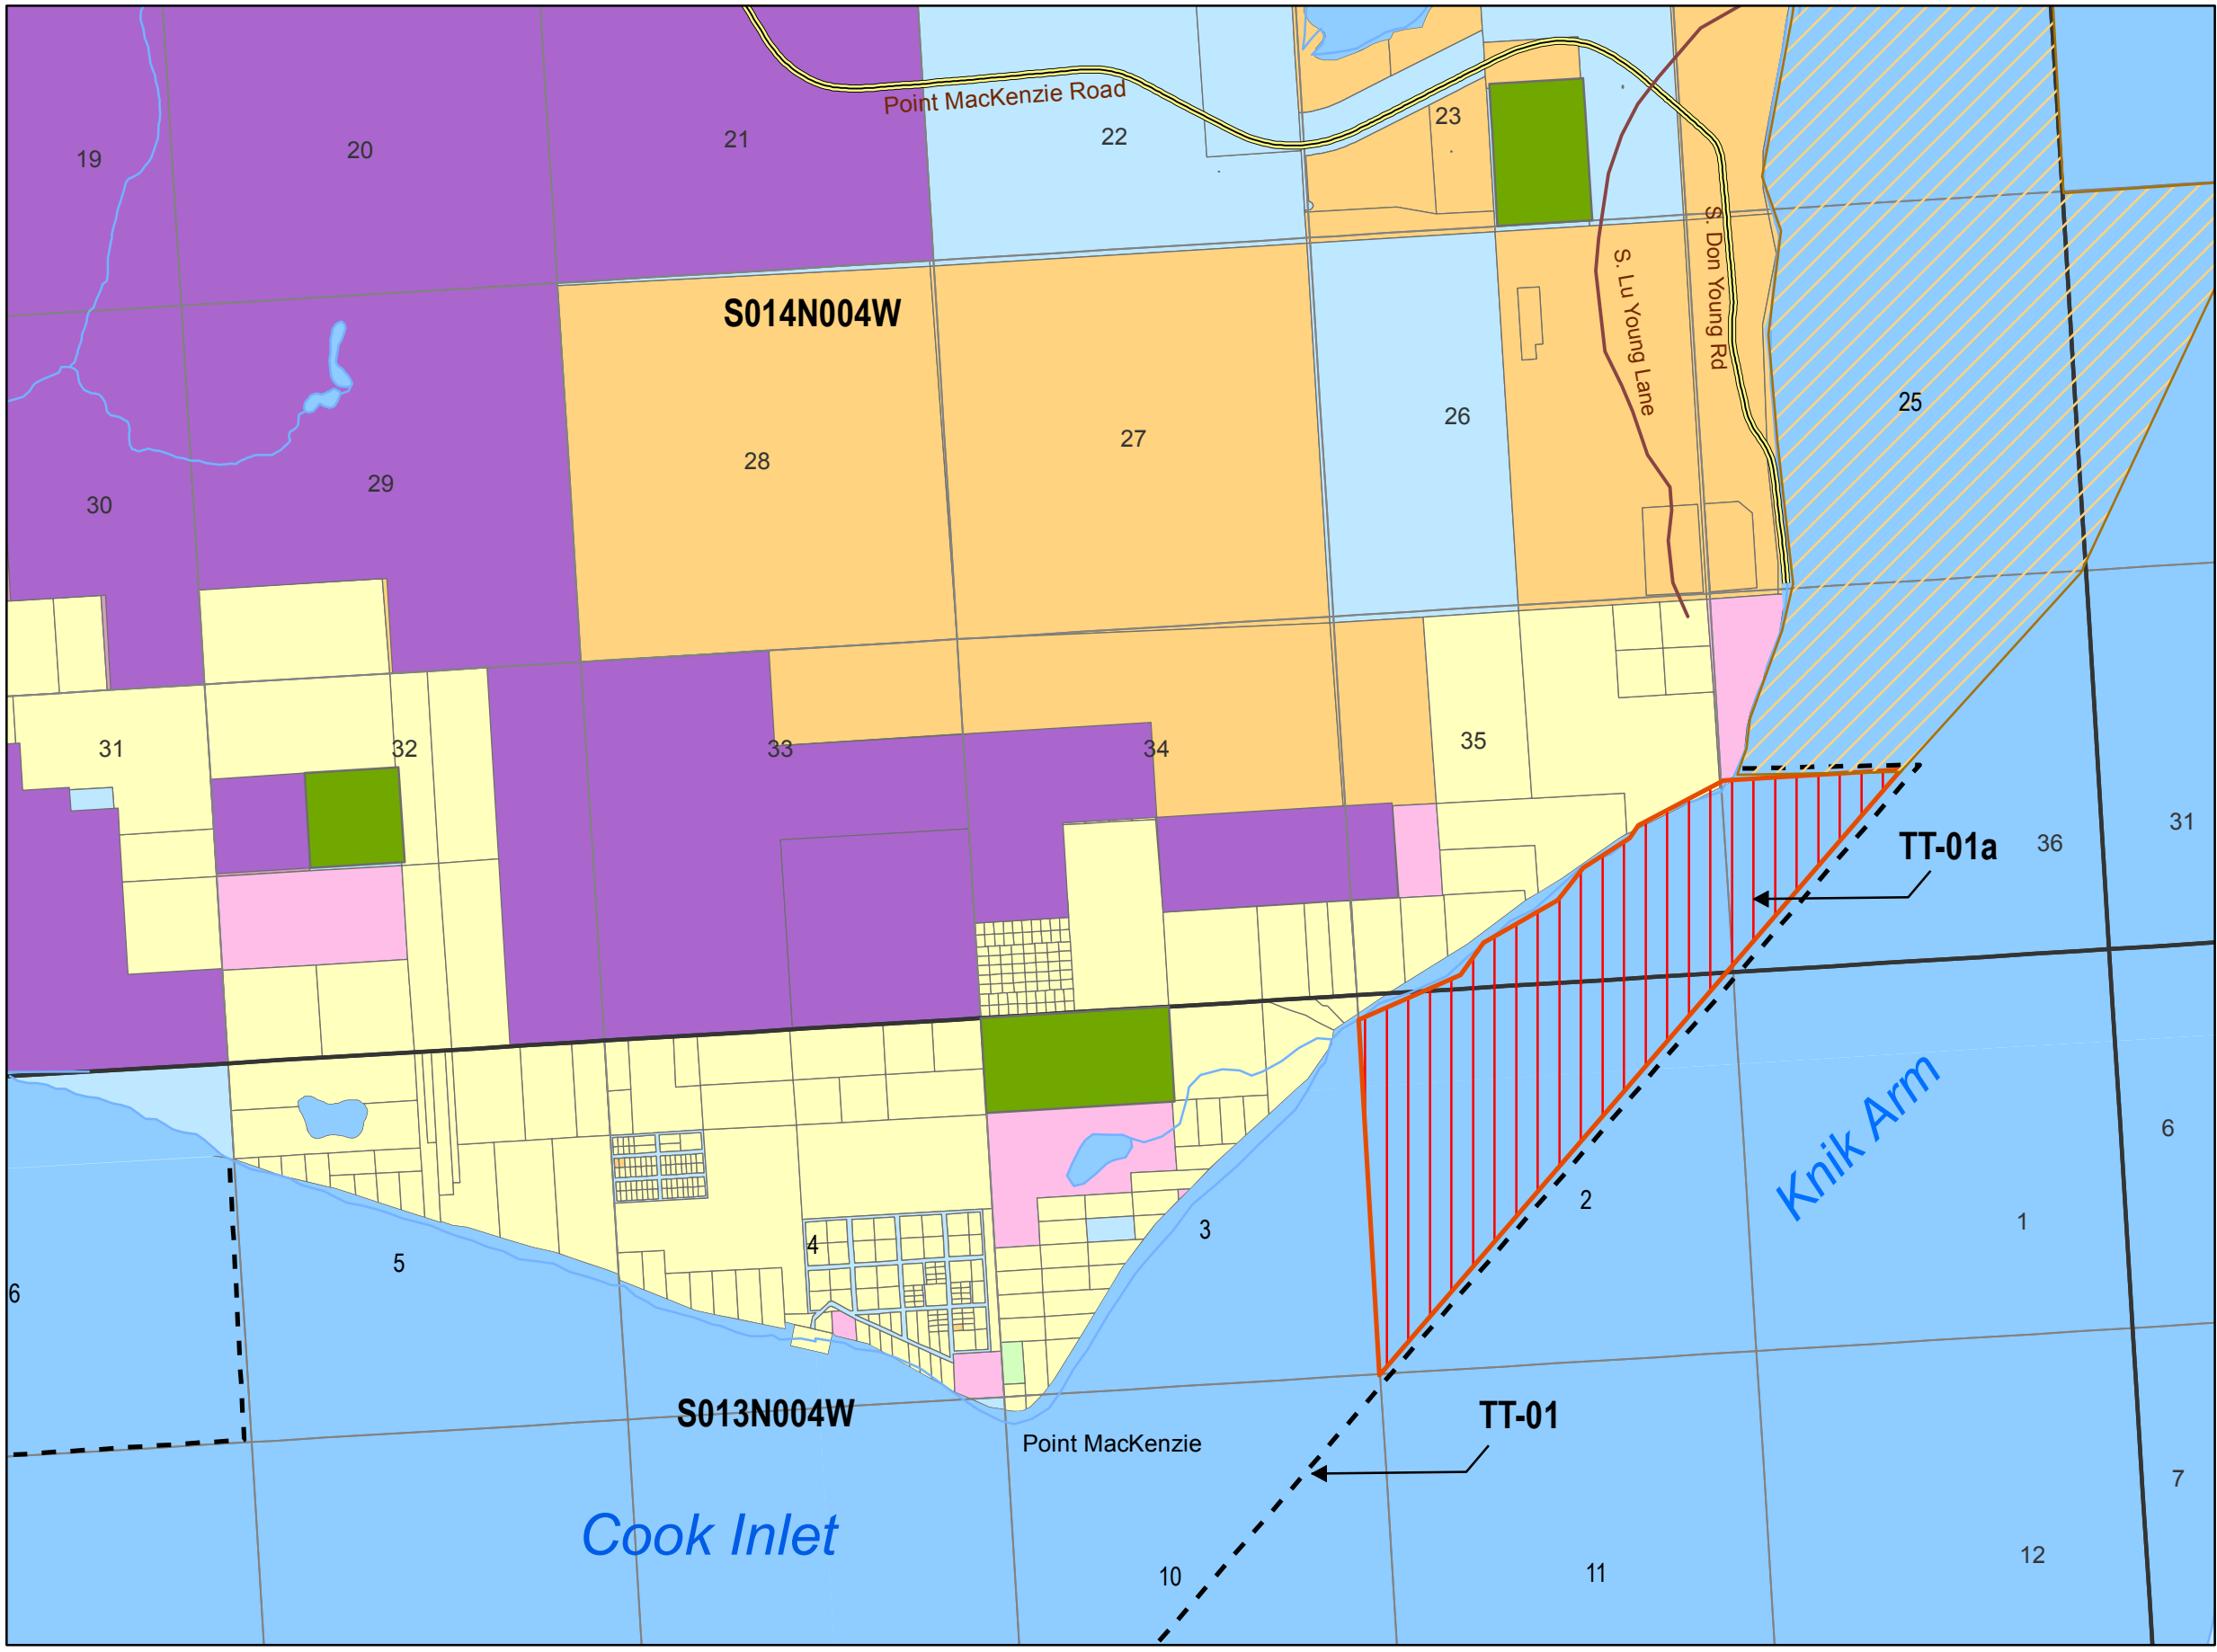 Point MacKenzie Road
23
22
21
20
19
S. Don Young Rd
S. Lu Young Lane
S014N004W
25
26
27
28
29
30
31
32
33
34
35
TT-01a
36
31
Knik Arm
6
2
1
3
4
5
6
S013N004W
TT-01
Point MacKenzie
7
Cook Inlet
10
11
12